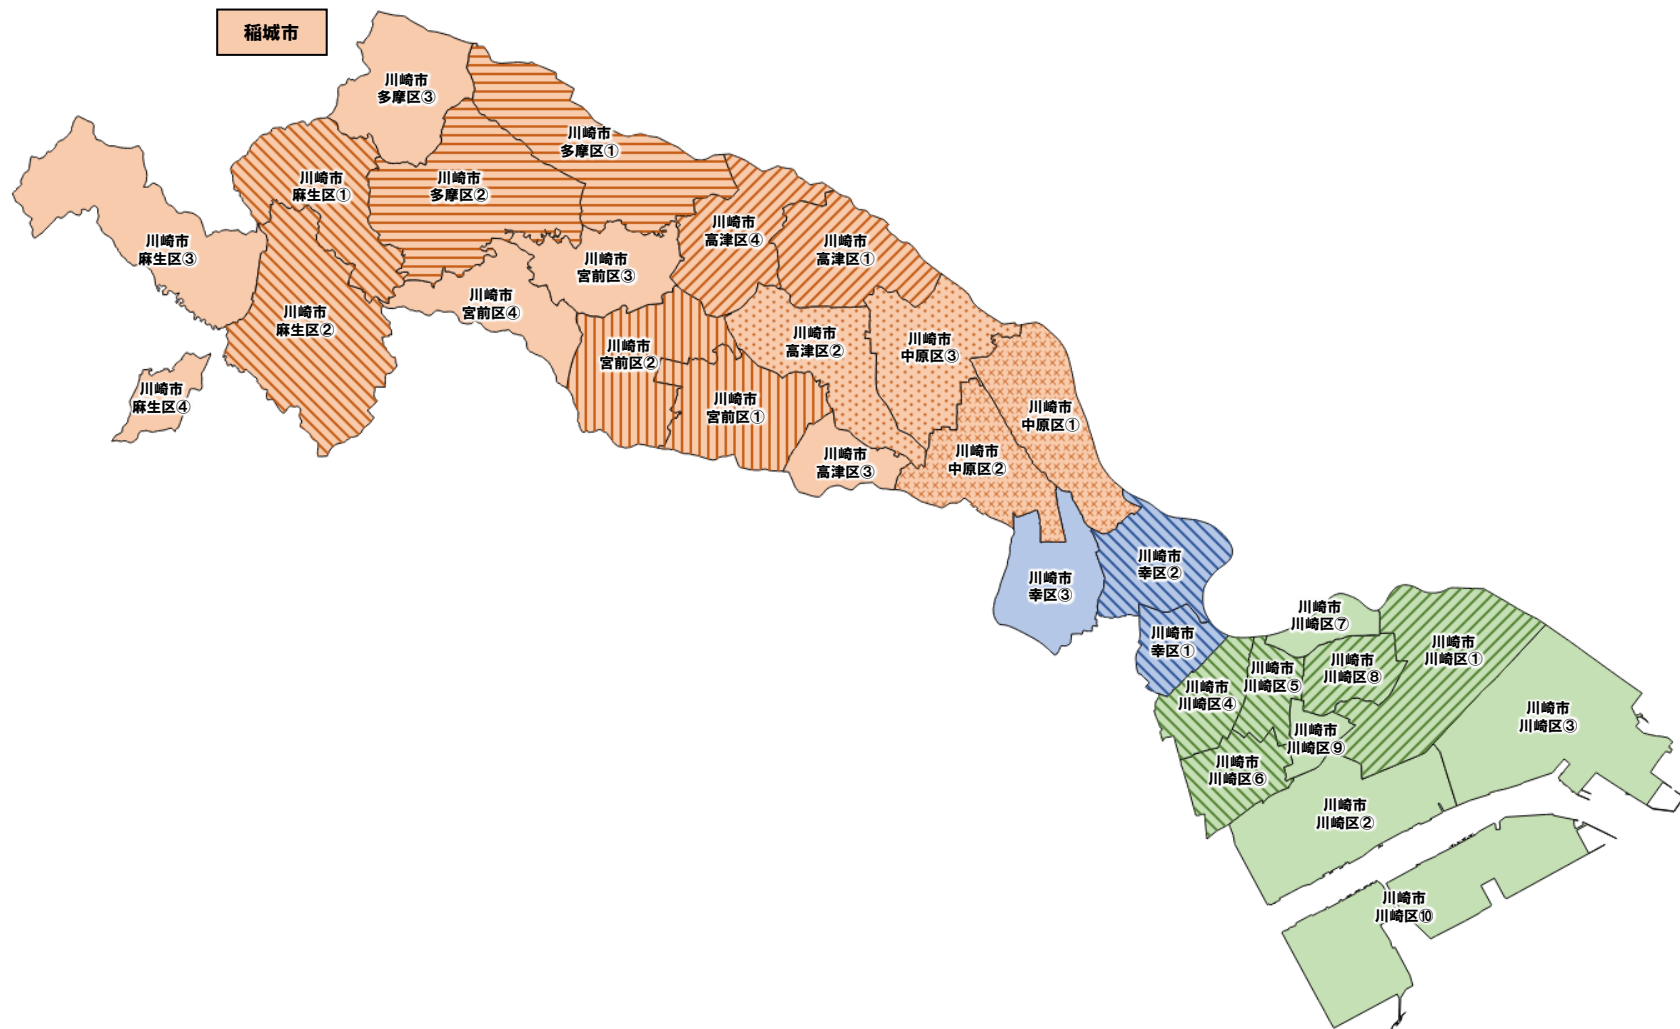 稲城市
川崎市
多摩区③
川崎市
多摩区①
川崎市
麻生区①
川崎市
多摩区②
川崎市
麻生区③
川崎市
高津区④
川崎市
高津区①
川崎市
宮前区③
川崎市
宮前区④
川崎市
麻生区②
川崎市
宮前区②
川崎市
高津区②
川崎市
中原区③
川崎市
麻生区④
川崎市
宮前区①
川崎市
中原区①
川崎市
高津区③
川崎市
中原区②
川崎市
幸区②
川崎市
幸区③
川崎市
幸区①
川崎市
川崎区⑦
川崎市
川崎区①
川崎市
川崎区⑧
川崎市
川崎区⑤
川崎市
川崎区④
川崎市
川崎区③
川崎市
川崎区⑨
川崎市
川崎区⑥
川崎市
川崎区②
川崎市
川崎区⑩